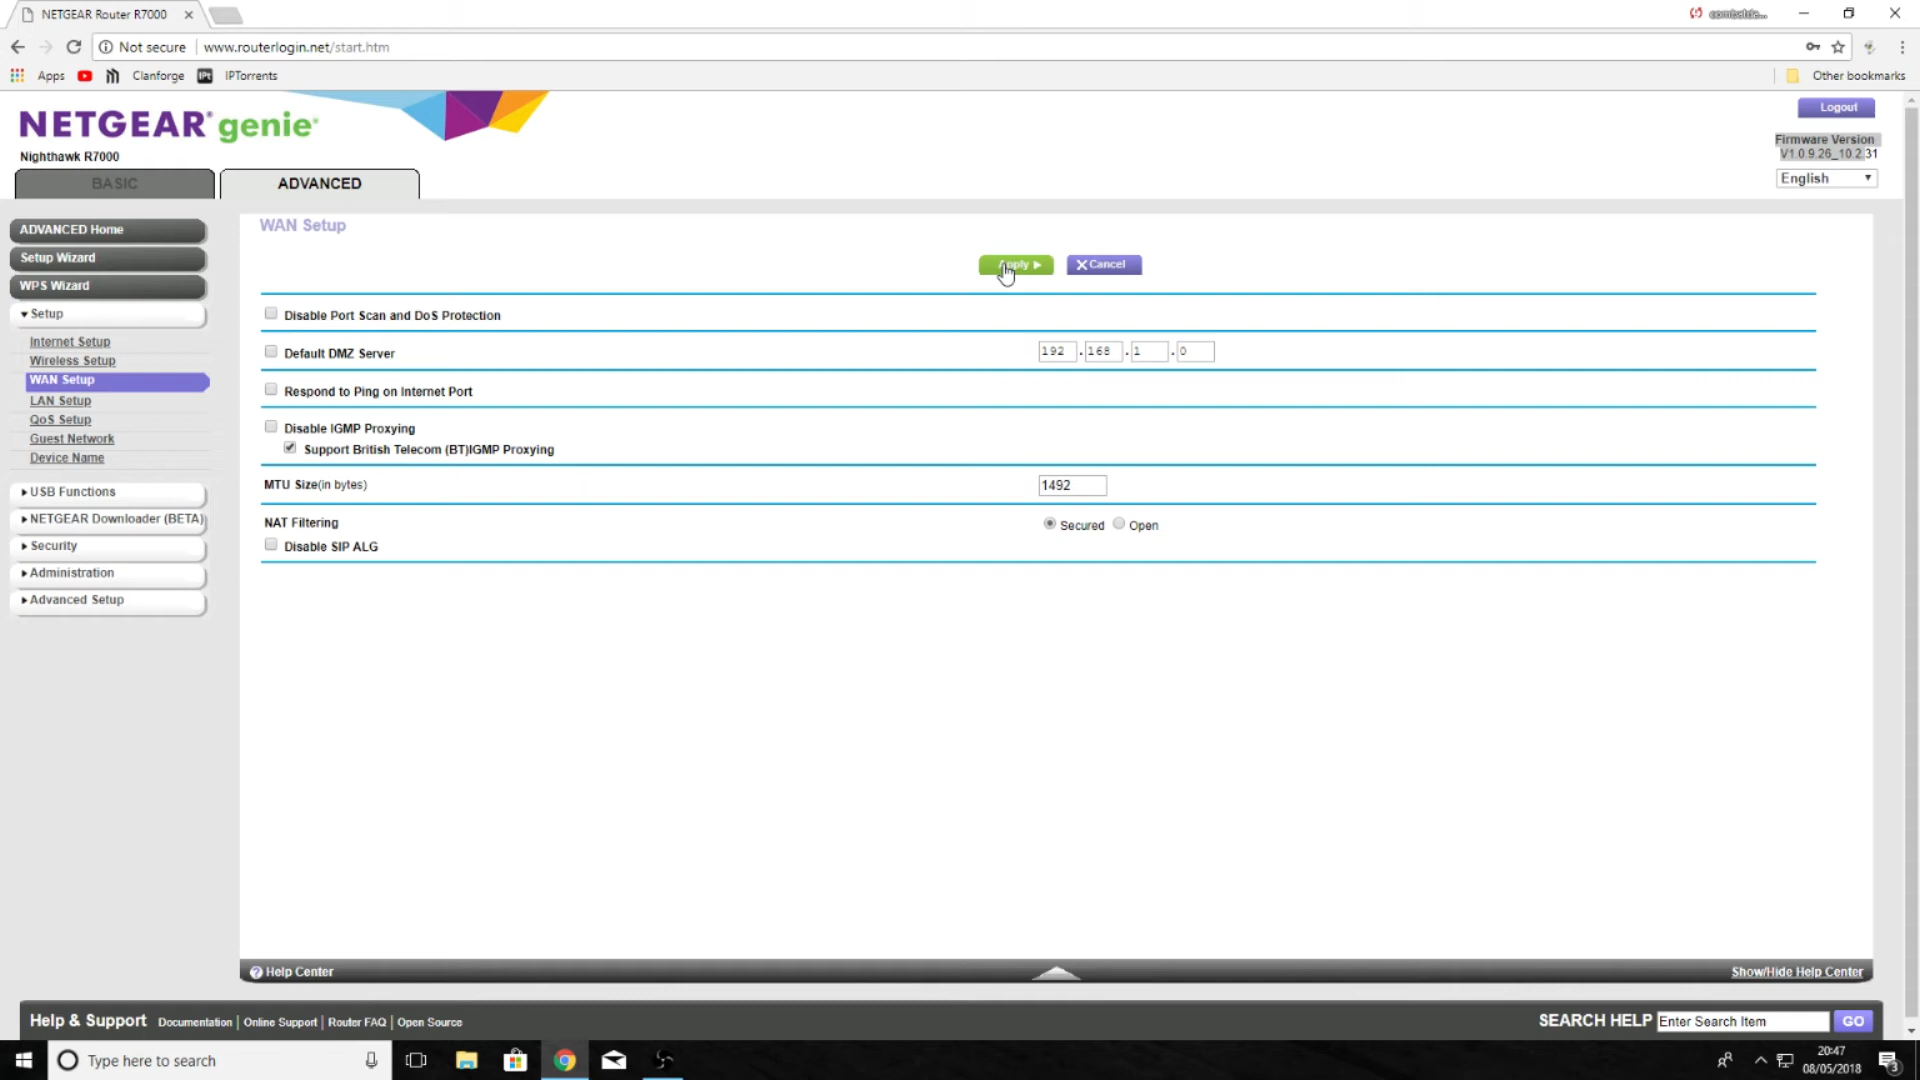 NETGEAR Router R7000
Not secure www.routerlogin.net/start.htm
Apps Clanforge IPT IPTorrents Other bookmarks
NETGEAR® genie®
Nighthawk R7000
Logout
Firmware Version
V1.0.9.26_10.2.31
English
BASIC ADVANCED
ADVANCED Home
Setup Wizard
WPS Wizard
Setup
Internet Setup
Wireless Setup
WAN Setup
LAN Setup
QoS Setup
Guest Network
Device Name
USB Functions
NETGEAR Downloader (BETA)
Security
Administration
Advanced Setup
WAN Setup
Apply Cancel
Disable Port Scan and DoS Protection
Default DMZ Server 192 . 168 . 1 . 0
Respond to Ping on Internet Port
Disable IGMP Proxying
Support British Telecom (BT)IGMP Proxying
MTU Size(in bytes) 1492
NAT Filtering Secured Open
Disable SIP ALG
Help Center Show/Hide Help Center
Help & Support Documentation | Online Support | Router FAQ | Open Source SEARCH HELP Enter Search Item GO
Type here to search
20:47
08/05/2018
3